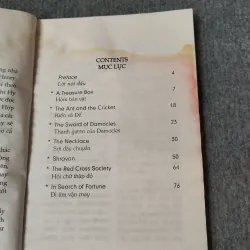 CONTENTS
MỤC LỤC
Preface 4
Lời mở đầu
* A Treasure Box 7
Hòm báu vật
* The Ant and the Cricket 18
Kiến và Dế
* The Sword of Damocles 25
Thanh gươm của Damocles
* The Necklace 30
Sợi dây chuyền
* Shravan 50
* The Red Cross Society 64
Hội chữ thập đỏ
* In Search of Fortune 76
Đi tìm vận may